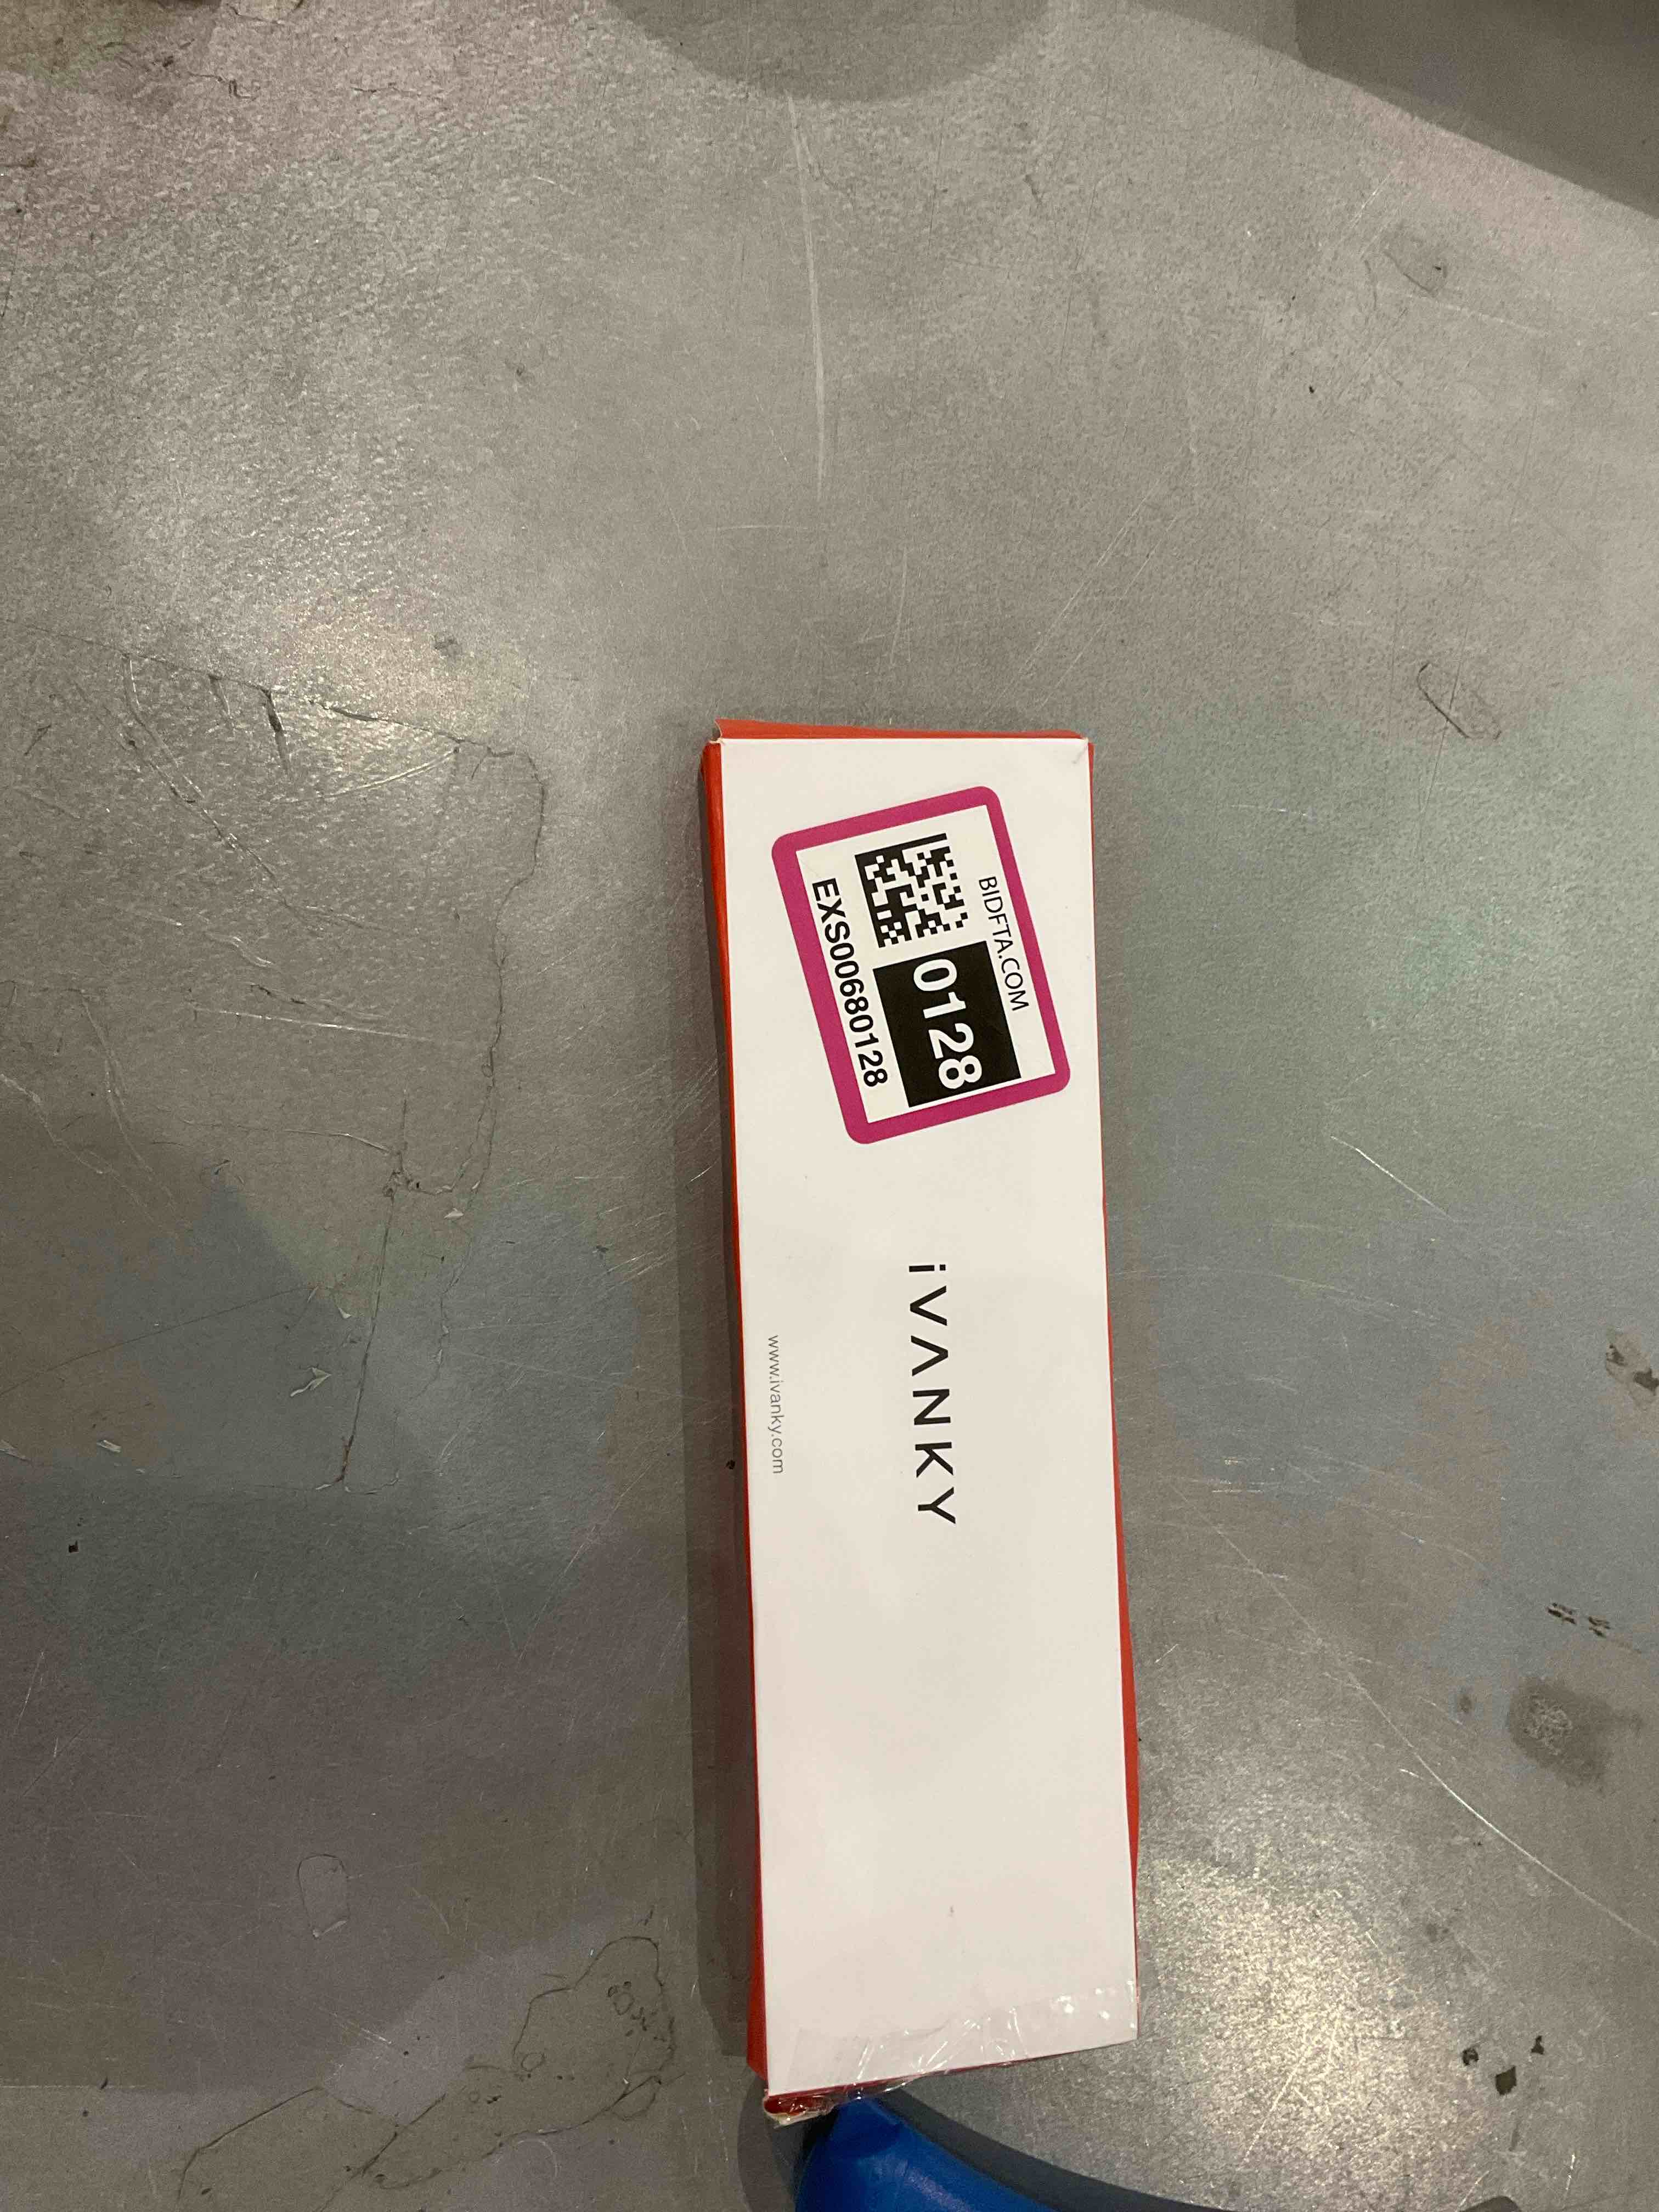 BIDFTA.COM
0128
EXS00680128
iVANKY
www.ivanky.com